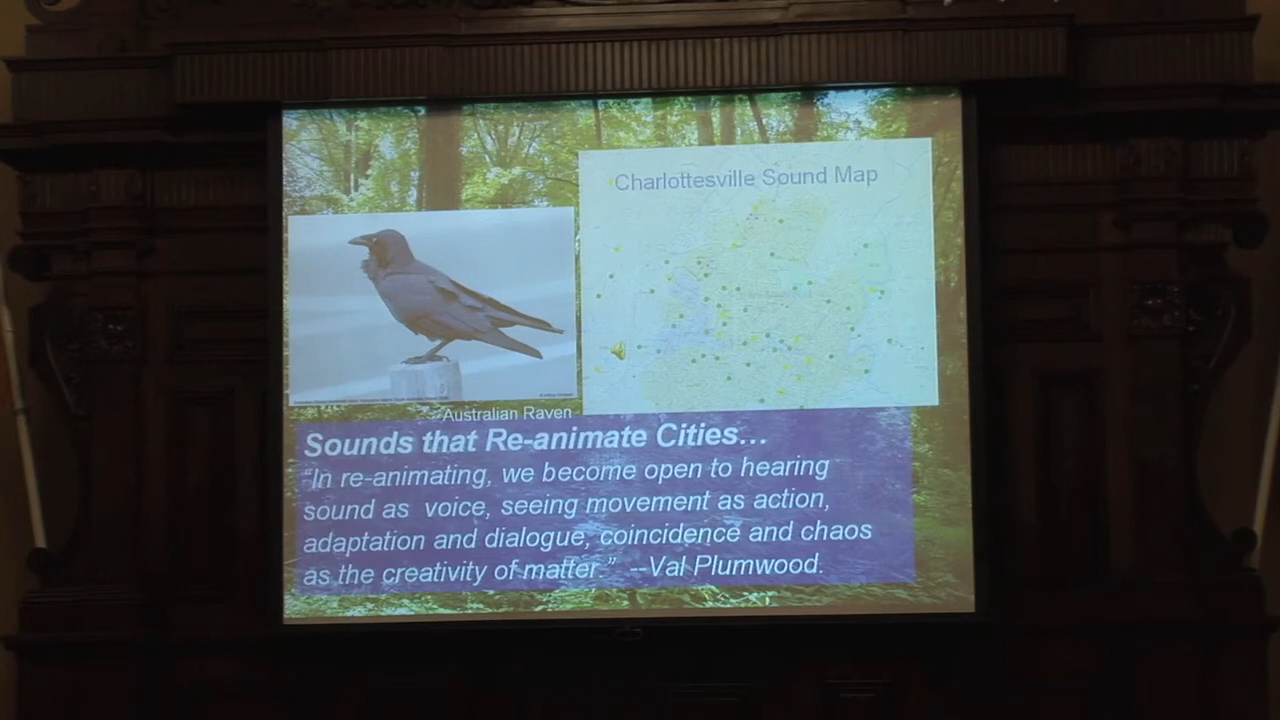 Charlottesville Sound Map
Australian Raven
Sounds that Re-animate Cities...
“In re-animating, we become open to hearing
sound as voice, seeing movement as action,
adaptation and dialogue, coincidence and chaos
as the creativity of matter.” --Val Plumwood.